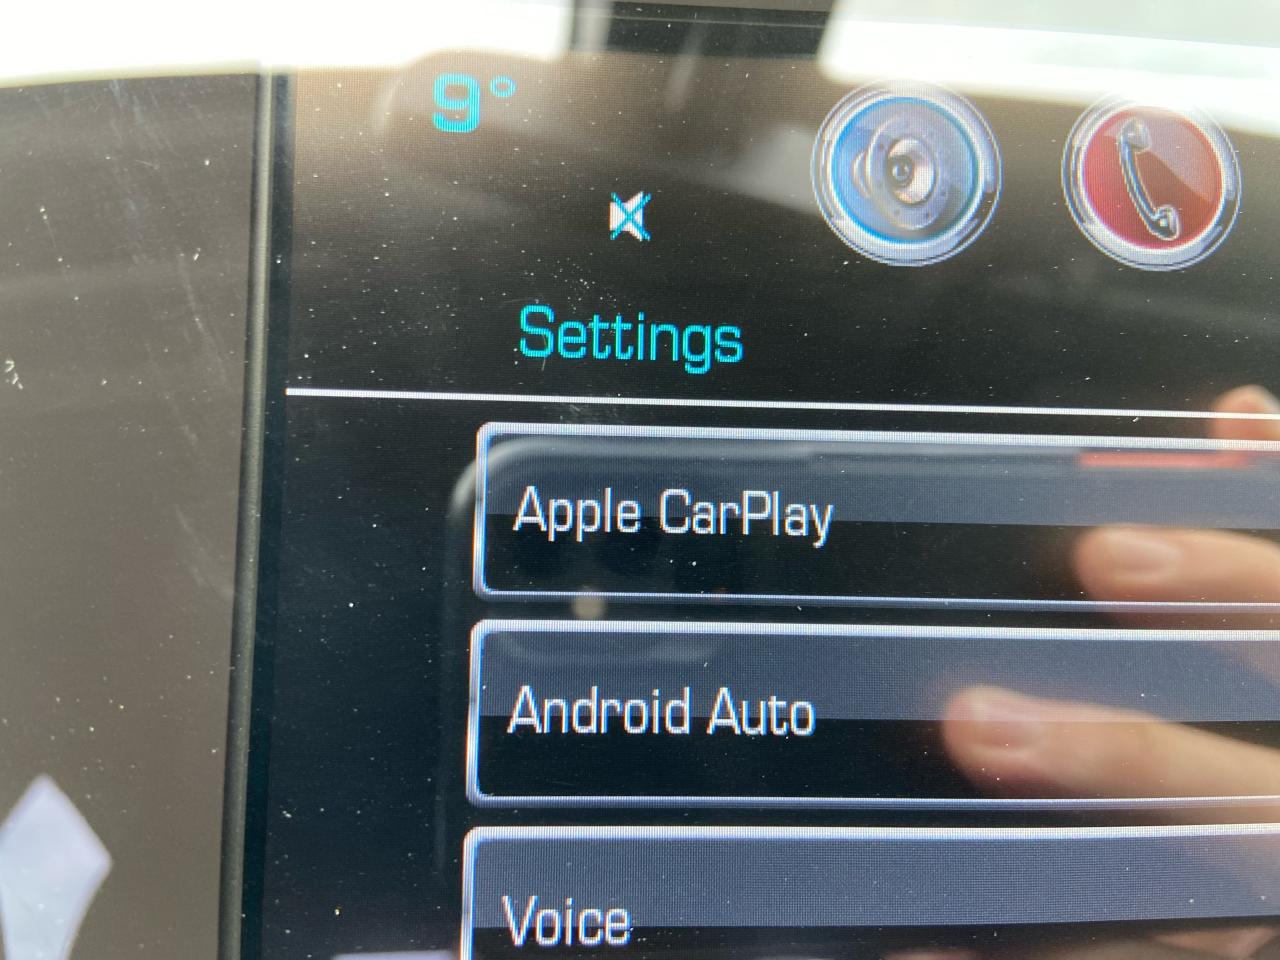 9°
Settings
Apple CarPlay
Android Auto
Voice